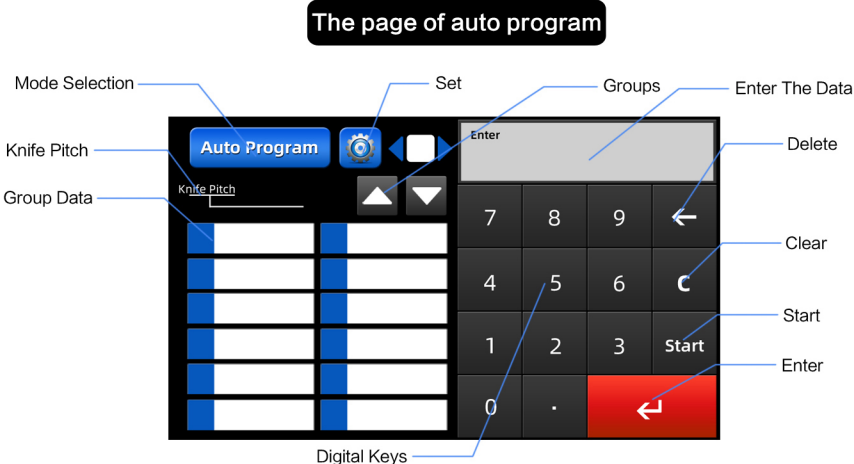 The page of auto program
Mode Selection
Set
Groups
Enter The Data
Knife Pitch
Group Data
Auto Program
Knife Pitch
Enter
Delete
7 8 9
Clear
4 5 6 C
Start
1 2 3 Start
Enter
0 .
Digital Keys